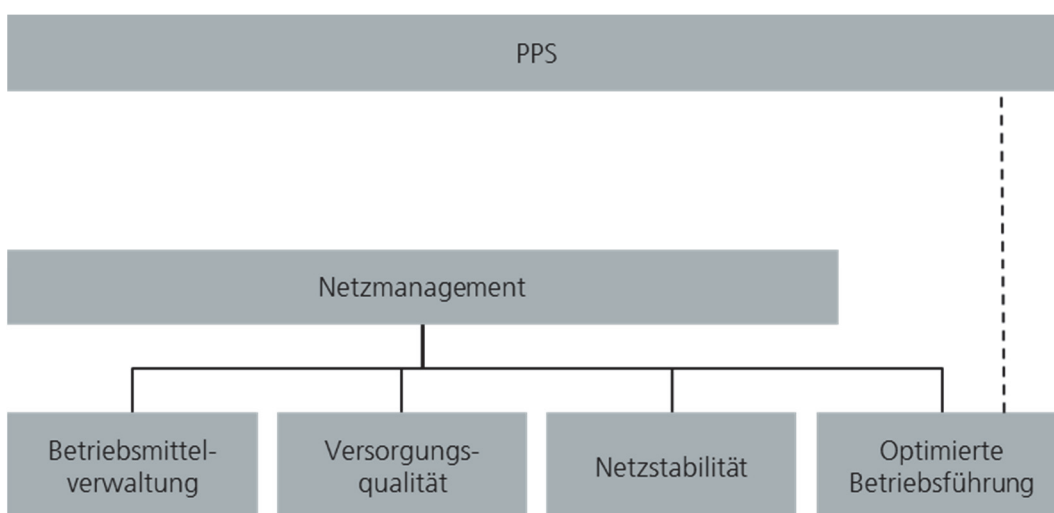 PPS
Netzmanagement
Betriebsmittel-
verwaltung
Versorgungs-
qualität
Netzstabilität
Optimierte
Betriebsführung